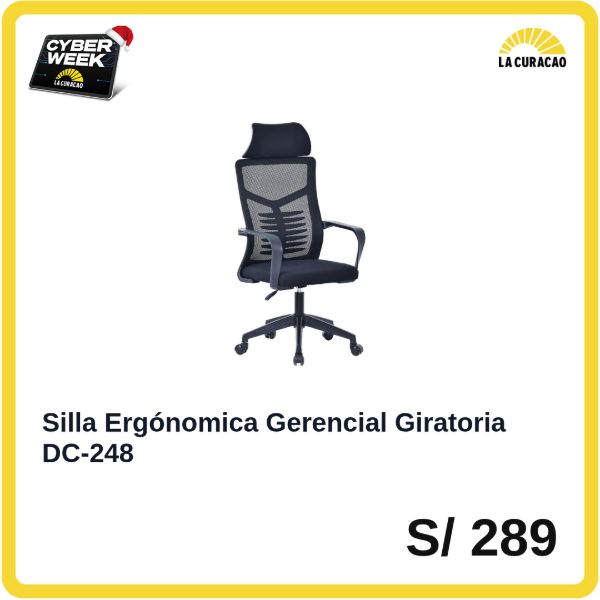 CYBER
WEEK
LA CURACAO
LA CURACAO
Silla Ergónomica Gerencial Giratoria
DC-248
S/ 289